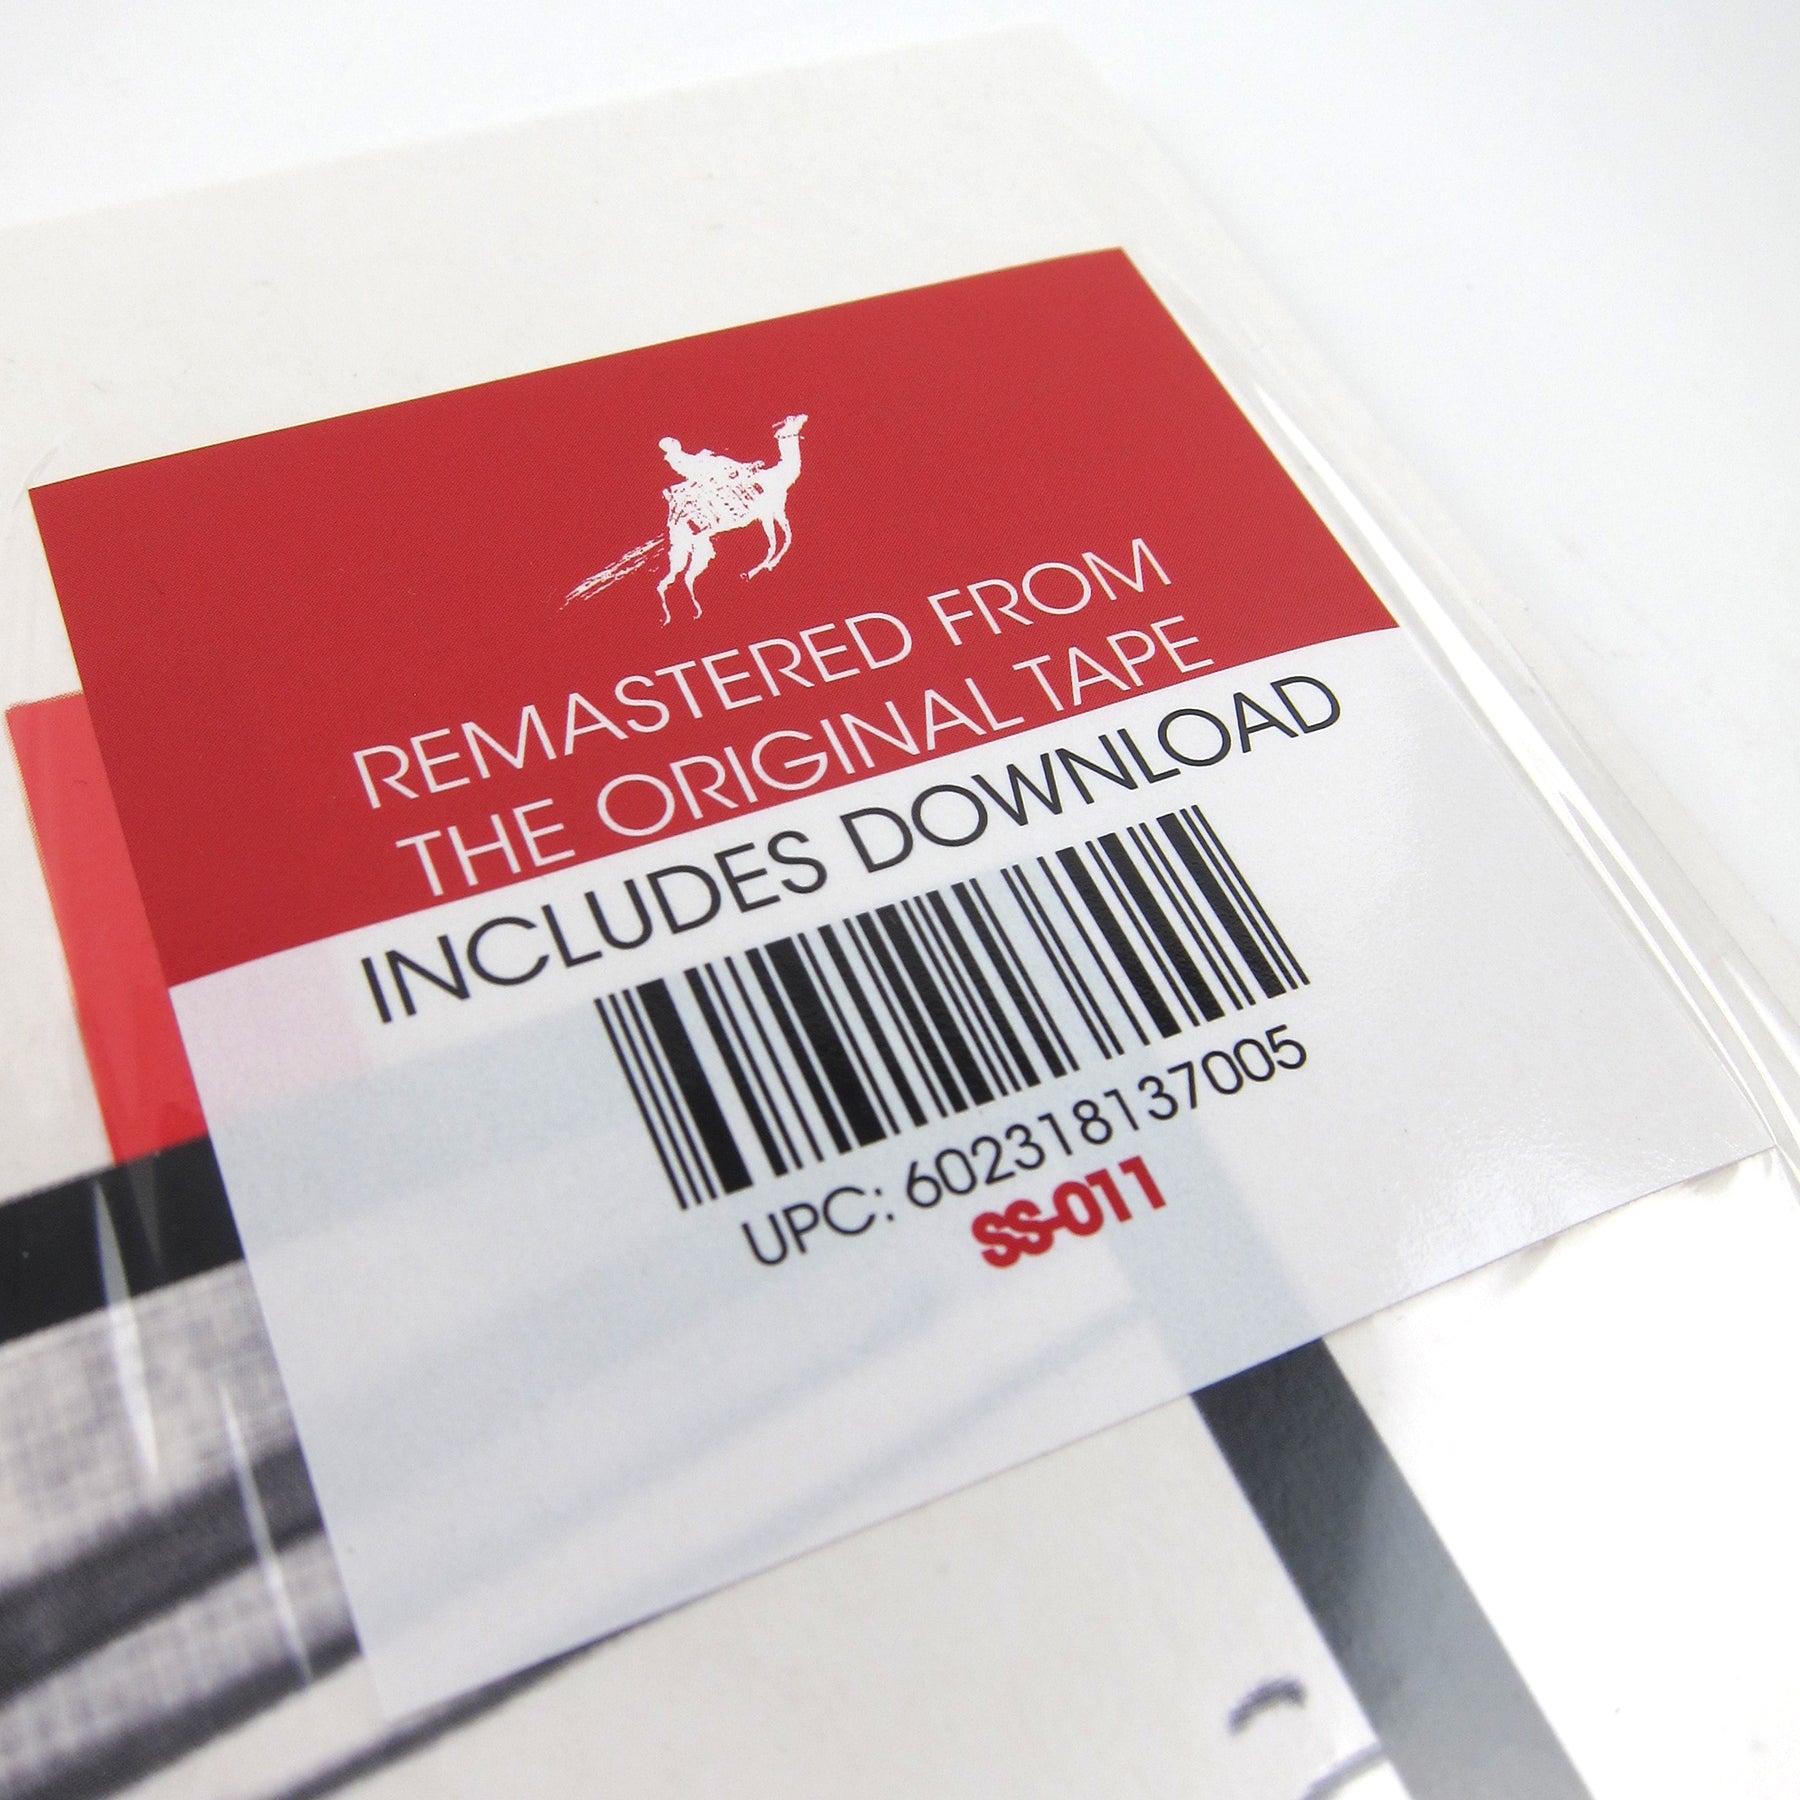 REMASTERED FROM
THE ORIGINAL TAPE
INCLUDES DOWNLOAD
UPC: 602318137005
SS-011